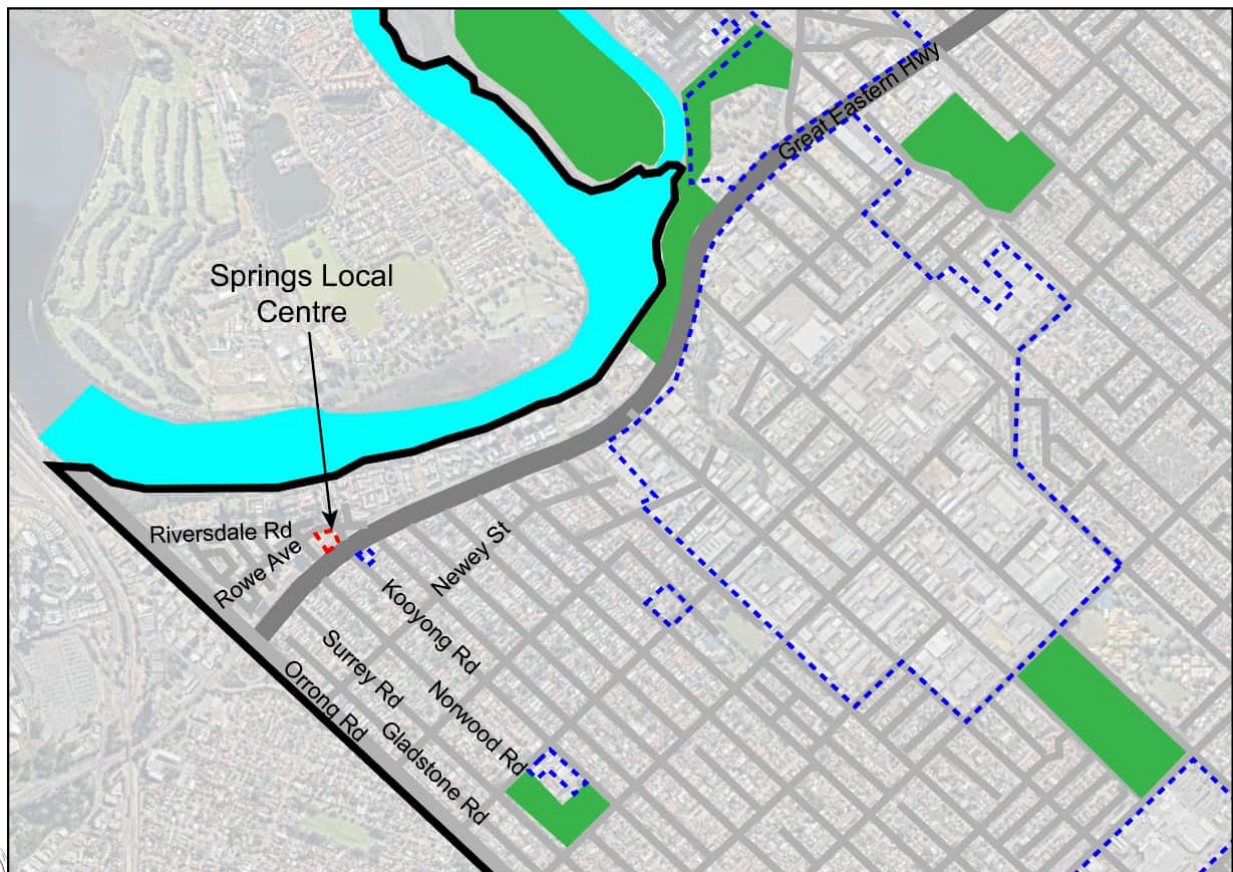 Great Eastern Hwy
Springs Local
Centre
Riversdale Rd
Rowe Ave
Newey St
Kooyong Rd
Surrey Rd
Norwood Rd
Orrong Rd
Gladstone Rd